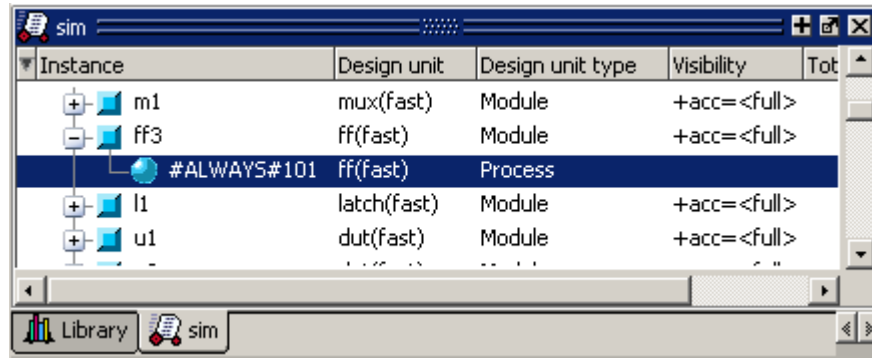 sim
Instance Design unit Design unit type Visibility Tot
m1 mux(fast) Module +acc=<full>
ff3 ff(fast) Module +acc=<full>
#ALWAYS#101 ff(fast) Process
l1 latch(fast) Module +acc=<full>
u1 dut(fast) Module +acc=<full>
Library sim